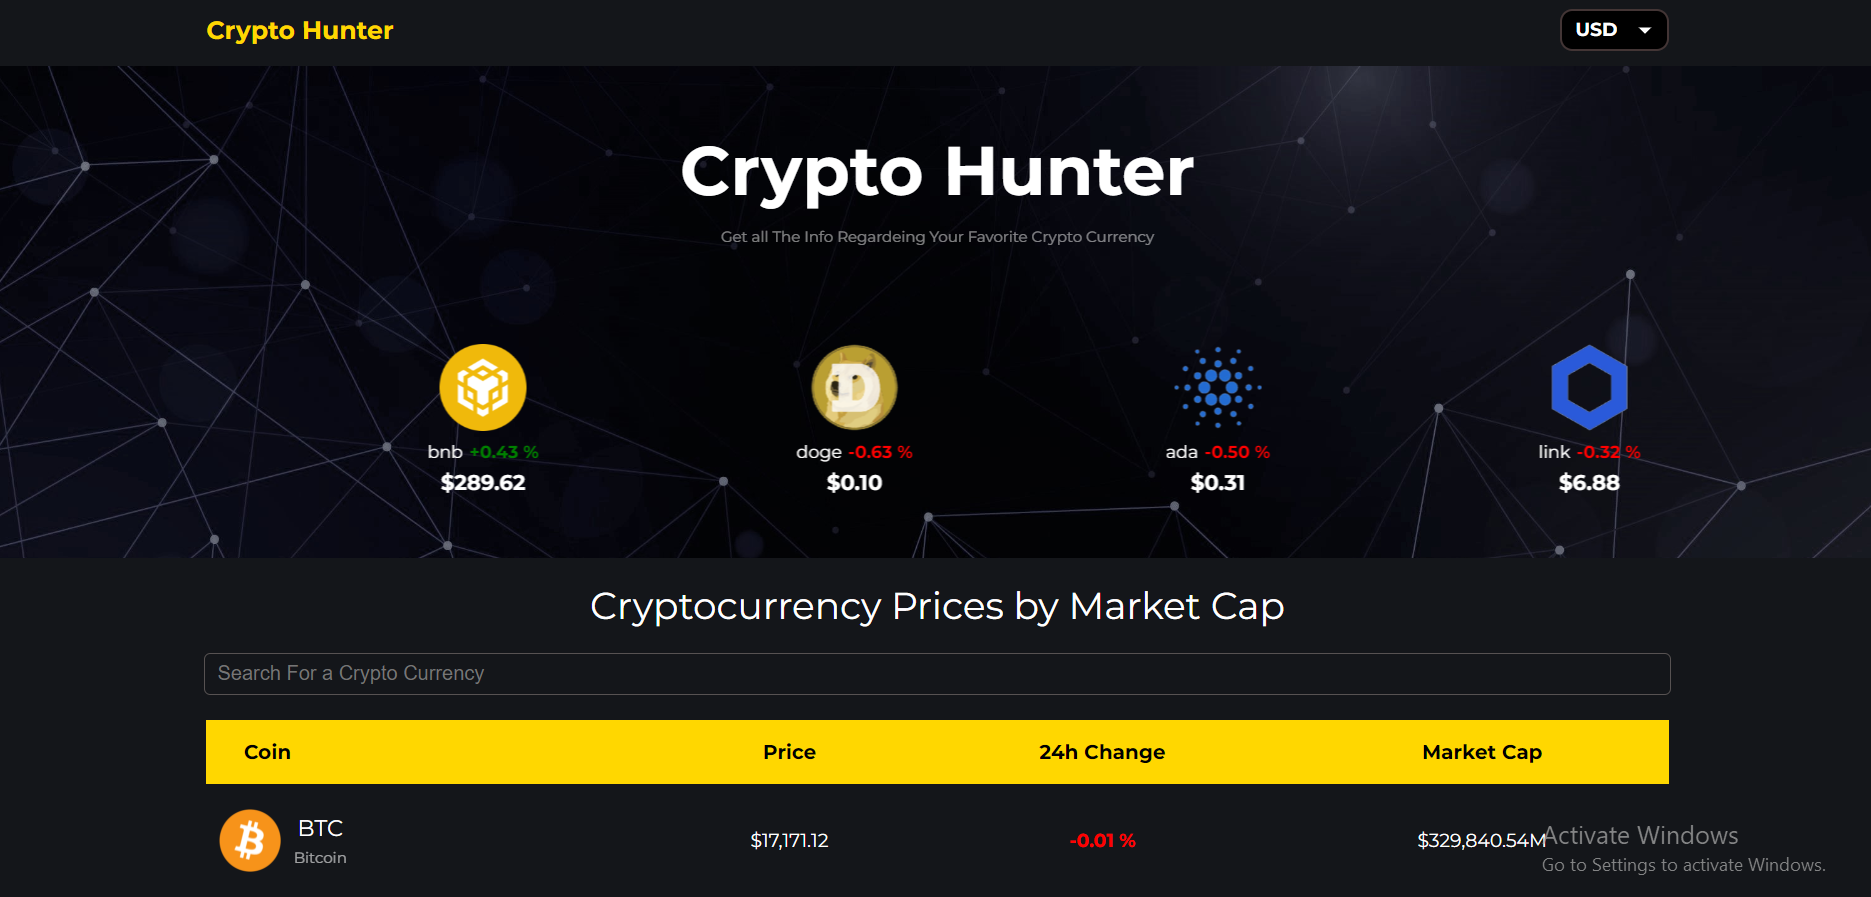 Crypto Hunter
USD
Crypto Hunter
Get all The Info Regardeing Your Favorite Crypto Currency
bnb +0.43 %
$289.62
doge -0.63 %
$0.10
ada -0.50 %
$0.31
link -0.32 %
$6.88
Cryptocurrency Prices by Market Cap
Search For a Crypto Currency
Coin Price 24h Change Market Cap
BTC
Bitcoin
$17,171.12 -0.01 % $329,840.54M
Activate Windows
Go to Settings to activate Windows.